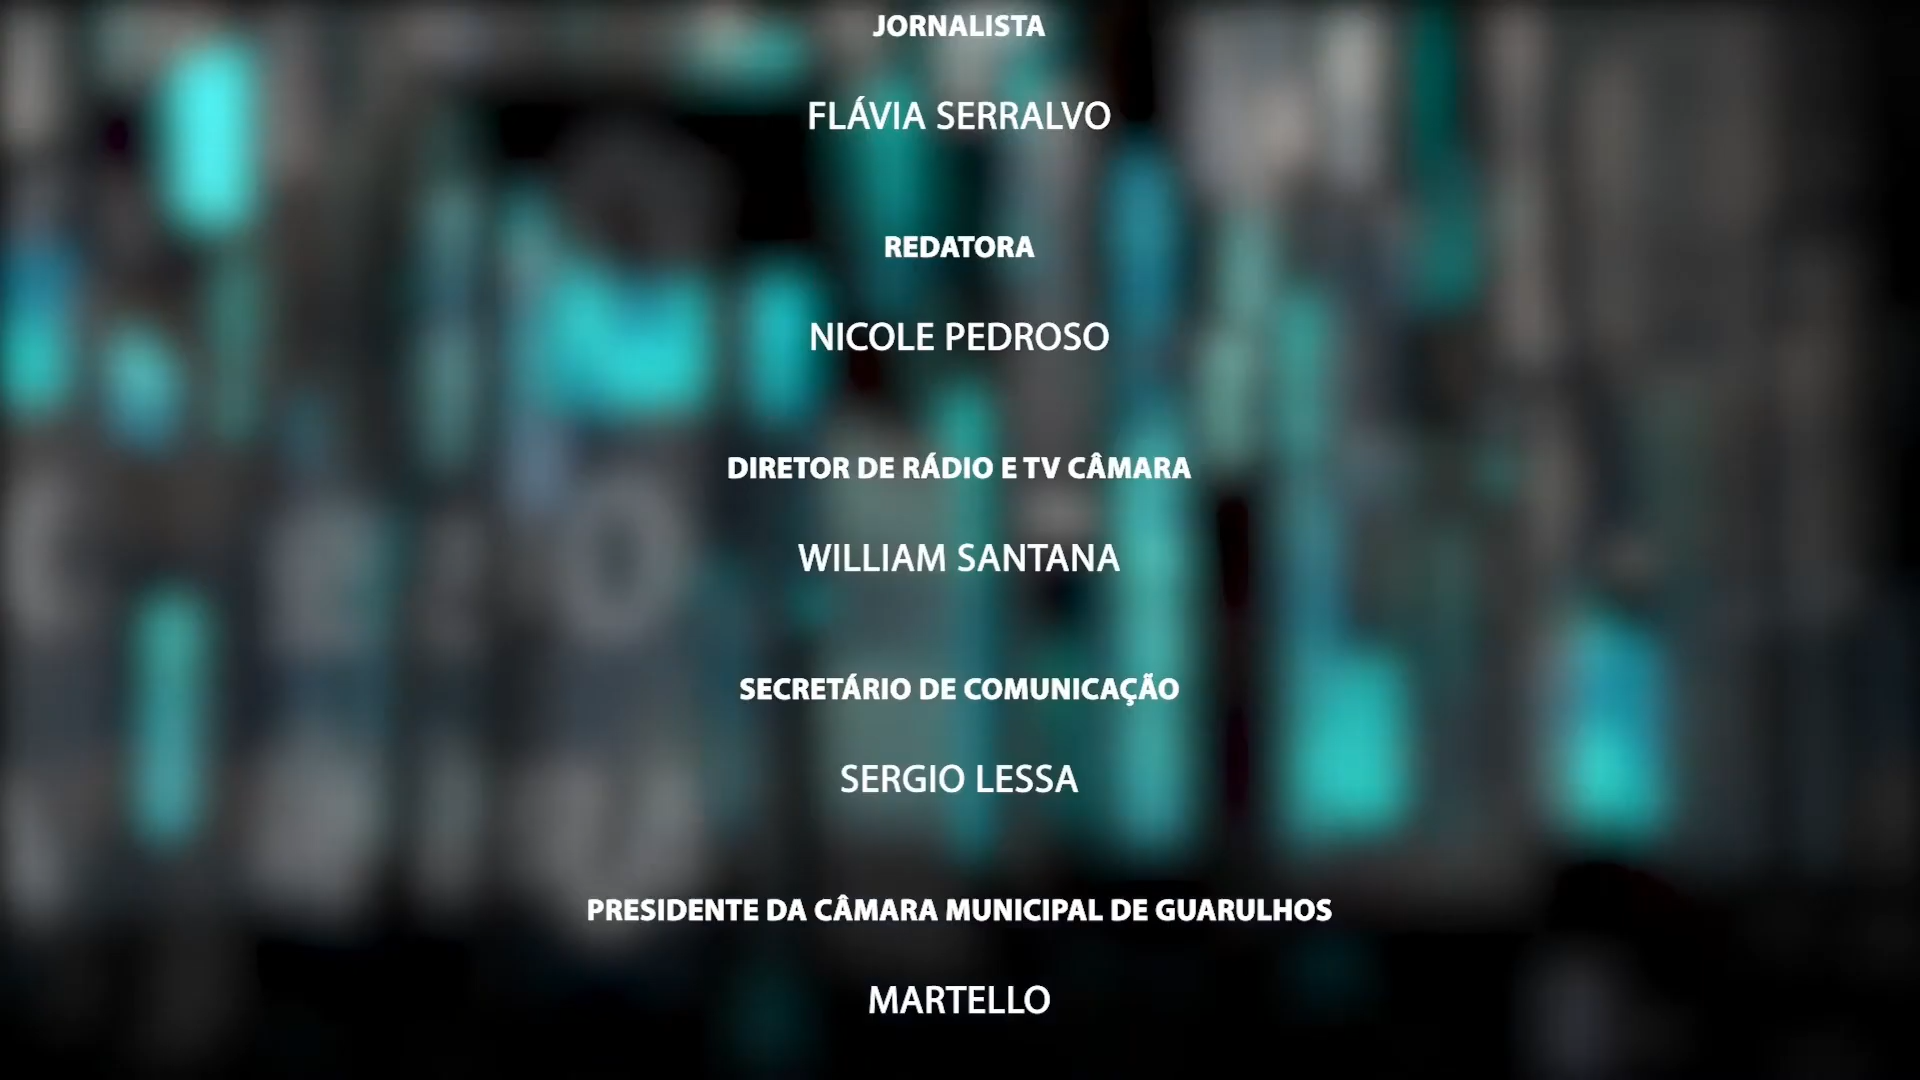 JORNALISTA
FLÁVIA SERRALVO
REDATORA
NICOLE PEDROSO
DIRETOR DE RÁDIO E TV CÂMARA
WILLIAM SANTANA
SECRETÁRIO DE COMUNICAÇÃO
SERGIO LESSA
PRESIDENTE DA CÂMARA MUNICIPAL DE GUARULHOS
MARTELLO